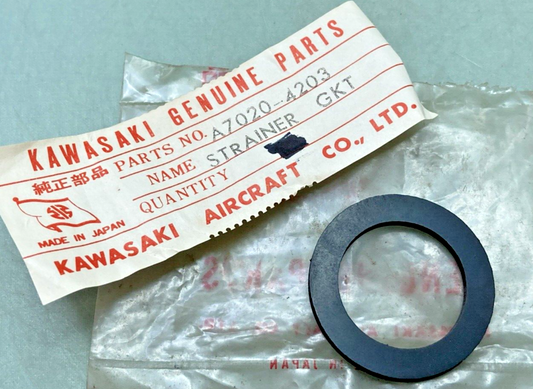 KAWASAKI GENUINE PARTS
純正部品 PARTS NO. A7020-4203
NAME STRAINER GKT
QUANTITY
MADE IN JAPAN
KAWASAKI AIRCRAFT CO., LTD.